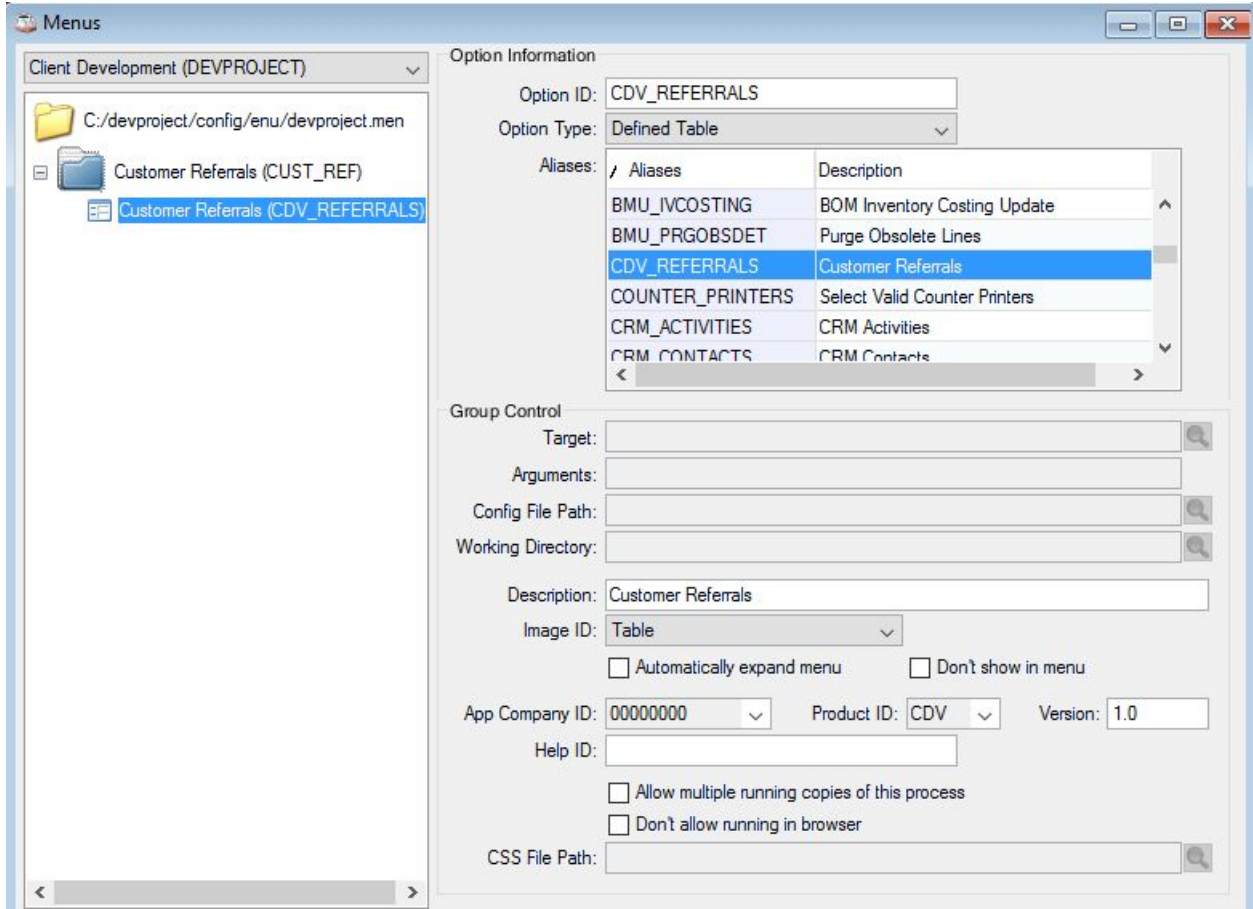 Menus
Client Development (DEVPROJECT)
C:/devproject/config/enu/devproject.men
Customer Referrals (CUST_REF)
Customer Referrals (CDV_REFERRALS)
Option Information
Option ID: CDV_REFERRALS
Option Type: Defined Table
Aliases: / Aliases Description
BMU_IVCOSTING BOM Inventory Costing Update
BMU_PRGOBSDET Purge Obsolete Lines
CDV_REFERRALS Customer Referrals
COUNTER_PRINTERS Select Valid Counter Printers
CRM_ACTIVITIES CRM Activities
CRM_CONTACTS CRM Contacts
Group Control
Target:
Arguments:
Config File Path:
Working Directory:
Description: Customer Referrals
Image ID: Table
Automatically expand menu Don't show in menu
App Company ID: 00000000 Product ID: CDV Version: 1.0
Help ID:
Allow multiple running copies of this process
Don't allow running in browser
CSS File Path: